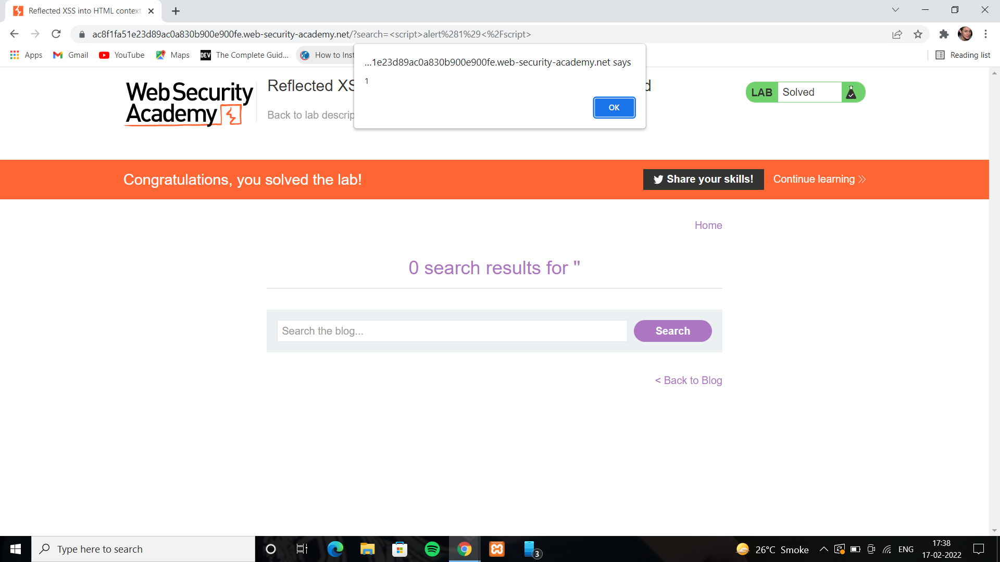 Reflected XSS into HTML context
ac8f1fa51e23d89ac0a830b900e900fe.web-security-academy.net/?search=<script>alert%281%29<%2Fscript>
Apps Gmail YouTube Maps DEV The Complete Guid... How to Inst Reading list
...1e23d89ac0a830b900e900fe.web-security-academy.net says
1
OK
Web Security
Academy
Reflected XS d
Back to lab descrip
LAB Solved
Congratulations, you solved the lab!
Share your skills!
Continue learning
Home
0 search results for ''
Search the blog...
Search
< Back to Blog
Type here to search
3
26°C Smoke
ENG
17:38
17-02-2022